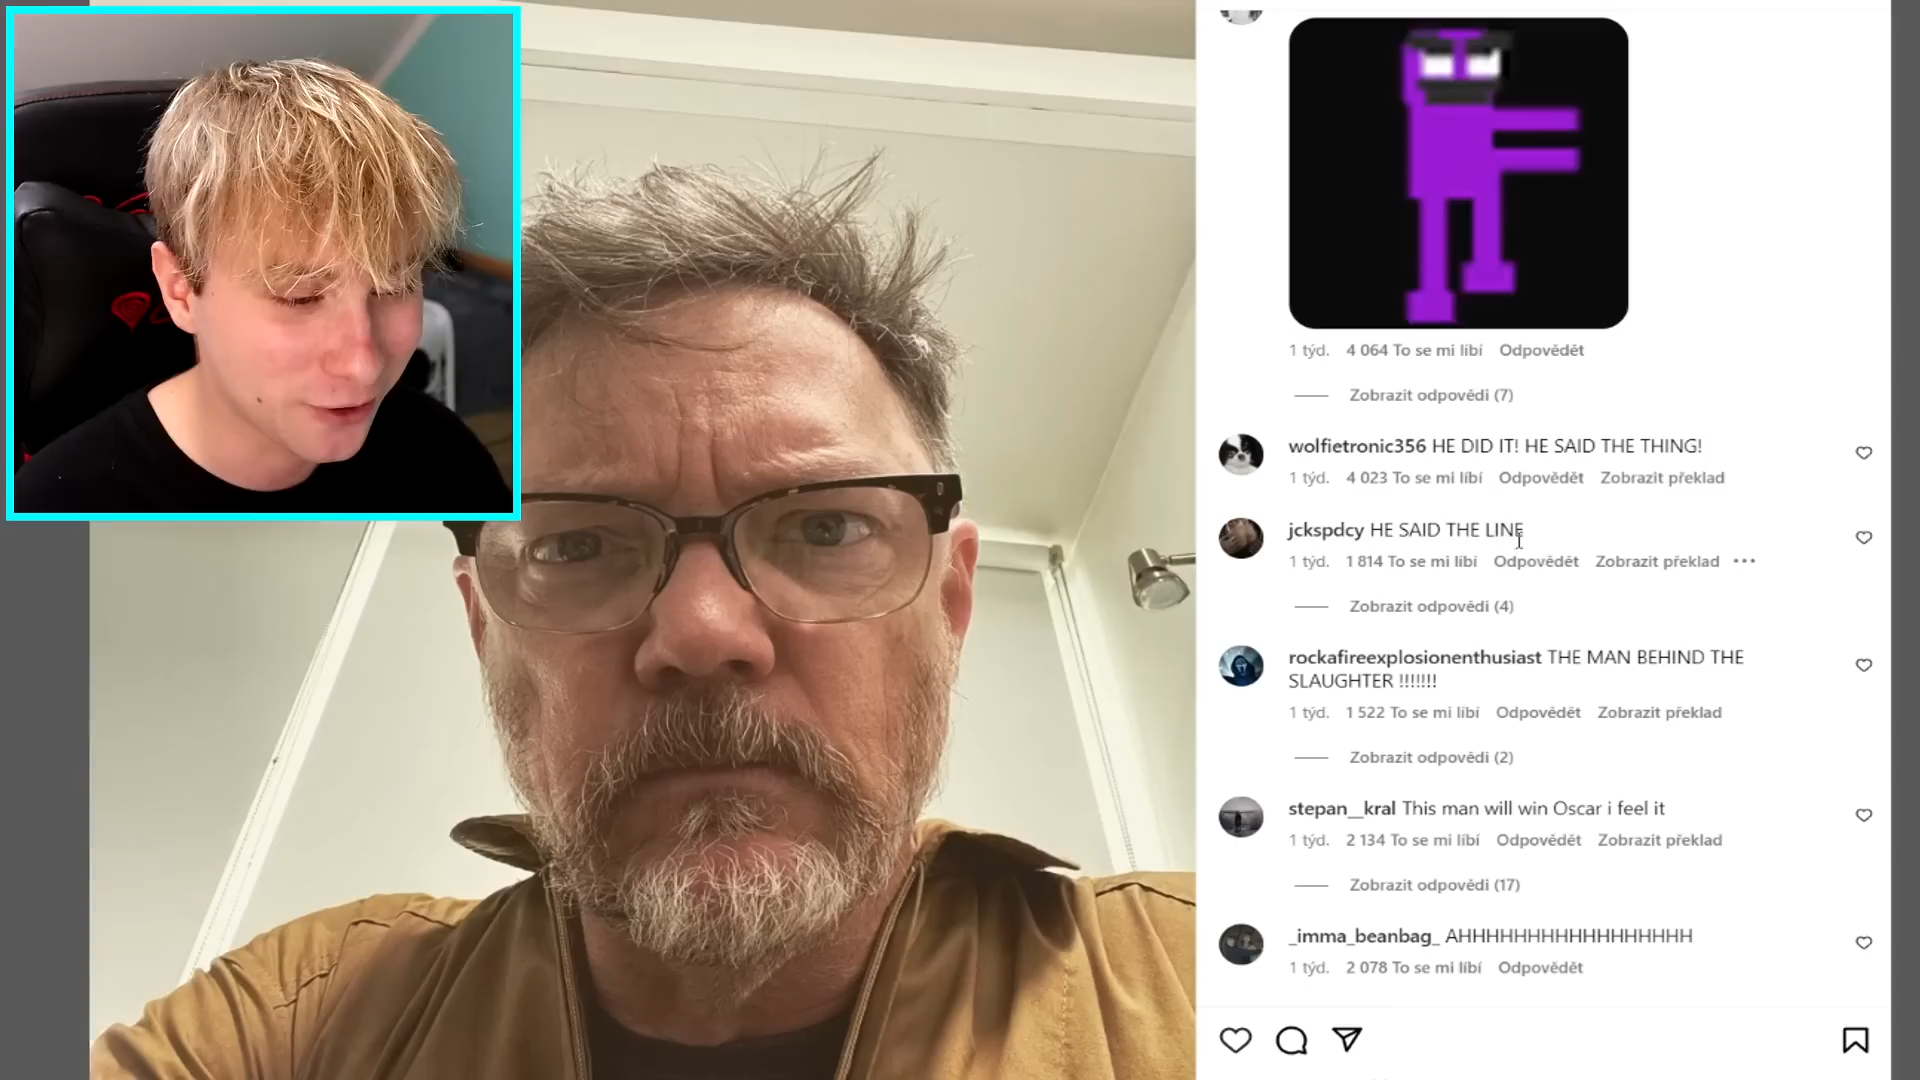 1 týd. 4 064 To se mi líbí Odpovědět
Zobrazit odpovědi (7)
wolfietronic356 HE DID IT! HE SAID THE THING!
1 týd. 4 023 To se mi líbí Odpovědět Zobrazit překlad
jckspdcy HE SAID THE LINE
1 týd. 1 814 To se mi líbí Odpovědět Zobrazit překlad
Zobrazit odpovědi (4)
rockafireexplosionenthusiast THE MAN BEHIND THE
SLAUGHTER !!!!!!!
1 týd. 1 522 To se mi líbí Odpovědět Zobrazit překlad
Zobrazit odpovědi (2)
stepan__kral This man will win Oscar i feel it
1 týd. 2 134 To se mi líbí Odpovědět Zobrazit překlad
Zobrazit odpovědi (17)
_imma_beanbag_ AHHHHHHHHHHHHHHHHHH
1 týd. 2 078 To se mi líbí Odpovědět